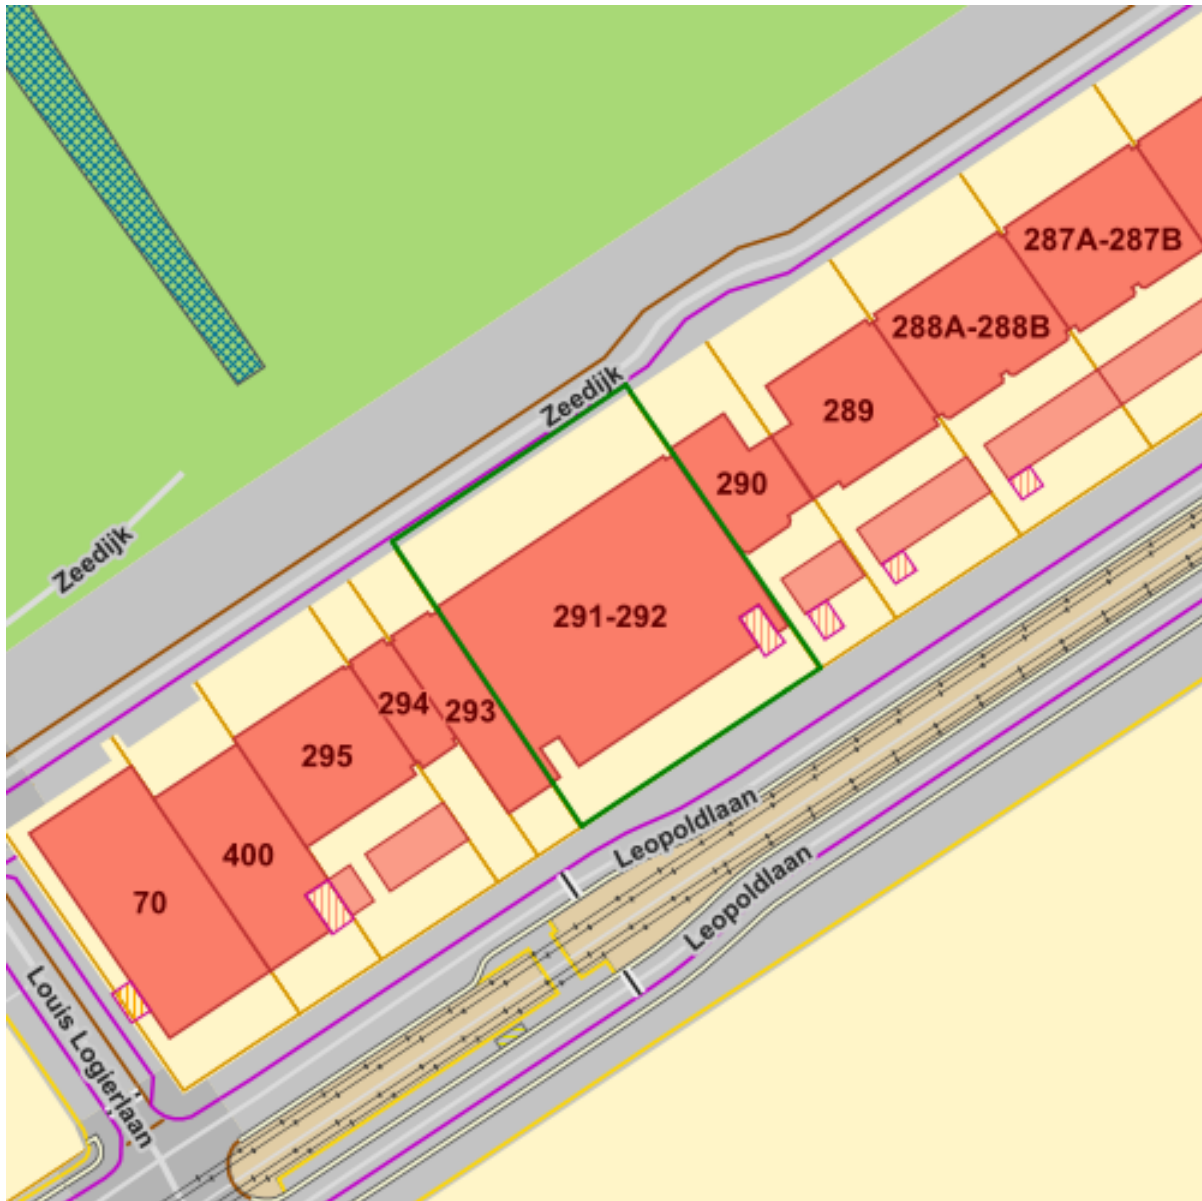 287A-287B
288A-288B
Zeedijk
289
290
Zeedijk
291-292
294
293
295
Leopoldlaan
400
Leopoldlaan
70
Louis Logierlaan